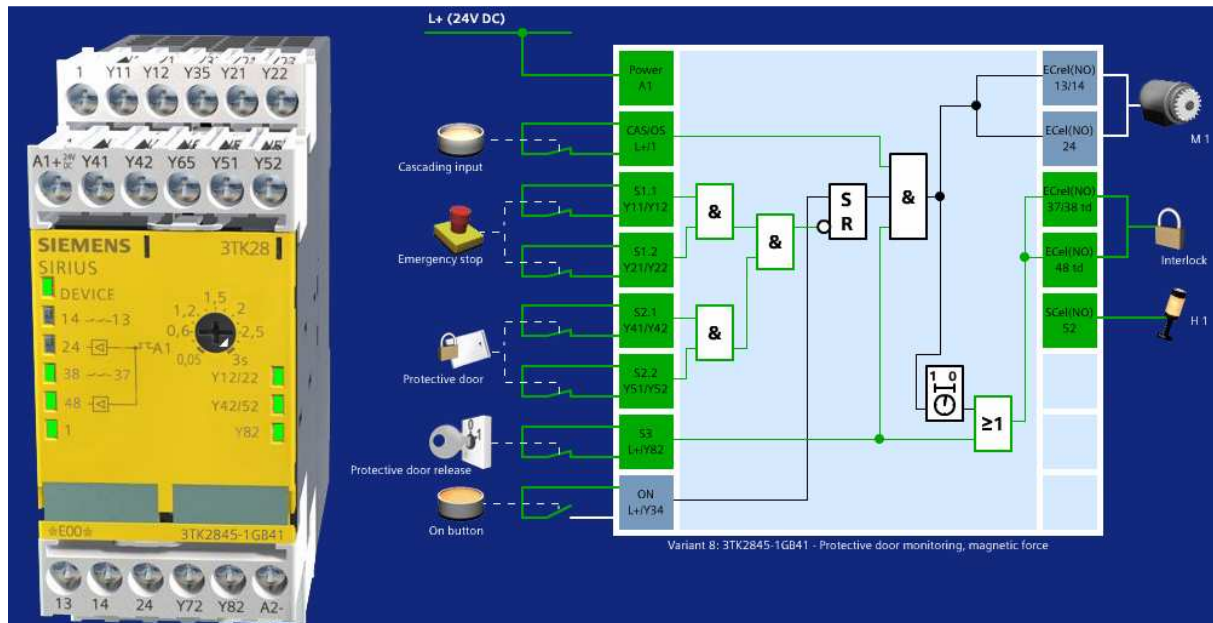 L+ (24V DC)
1 Y11 Y12 Y35 Y21 Y22
A1+ 24V DC Y41 Y42 Y65 Y51 Y52
SIEMENS 3TK28
SIRIUS
DEVICE
14 13
24 A1
38 37
48
1
1,5
1,2 2
0,6 2,5
0,05 3s
Y12/22
Y42/52
Y82
☆E00☆ 3TK2845-1GB41
13 14 24 Y72 Y82 A2-
Cascading input
Emergency stop
Protective door
Protective door release
On button
Power
A1
CAS/OS
L+/1
S1.1
Y11/Y12
S1.2
Y21/Y22
S2.1
Y41/Y42
S2.2
Y51/Y52
S3
L+/Y82
ON
L+/Y34
&
&
&
S
R
&
1 0
≥1
ECrel(NO)
13/14
ECel(NO)
24
ECrel(NO)
37/38 td
ECel(NO)
48 td
SCel(NO)
52
M 1
Interlock
H 1
Variant 8: 3TK2845-1GB41 - Protective door monitoring, magnetic force